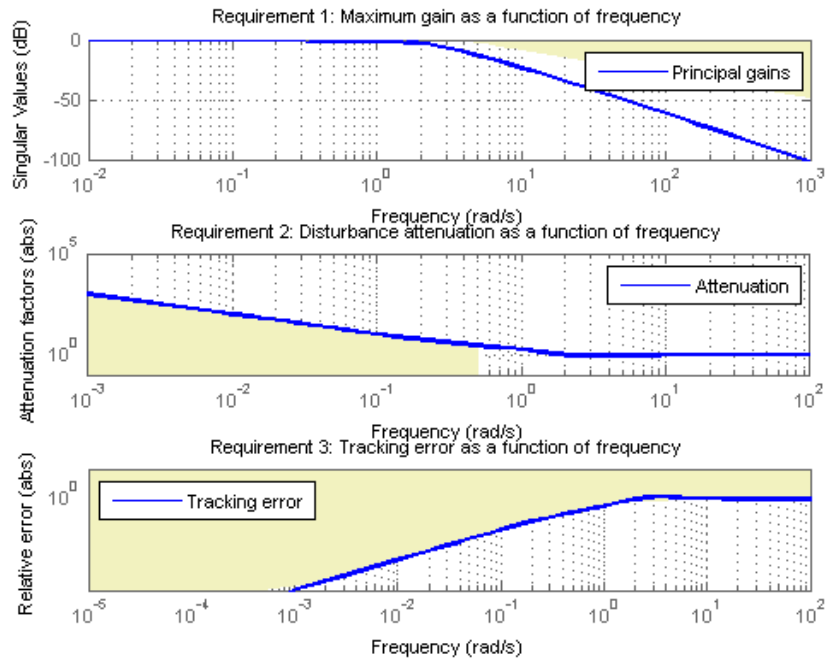 Requirement 1: Maximum gain as a function of frequency
Singular Values (dB)
0
-50
-100
Principal gains
10^-2 10^-1 10^0 10^1 10^2 10^3
Frequency (rad/s)
Requirement 2: Disturbance attenuation as a function of frequency
Attenuation factors (abs)
10^5
10^0
Attenuation
10^-3 10^-2 10^-1 10^0 10^1 10^2
Frequency (rad/s)
Requirement 3: Tracking error as a function of frequency
Relative error (abs)
10^0
Tracking error
10^-5 10^-4 10^-3 10^-2 10^-1 10^0 10^1 10^2
Frequency (rad/s)